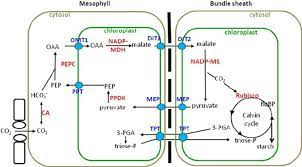 Mesophyll
Bundle sheath
cytosol
cytosol
chloroplast
chloroplast
OMT1
DiT1
DiT2
OAA
OAA
NADP-MDH
malate
malate
PEPC
NADP-ME
HCO3-
PEP
PEP
PPT
CO2
Rubisco
RuBP
CA
PPDK
MEP
MEP
pyruvate
pyruvate
pyruvate
Calvin
cycle
CO2
CO2
3-PGA
TPT
TPT
3-PGA
triose-P
triose-P
starch